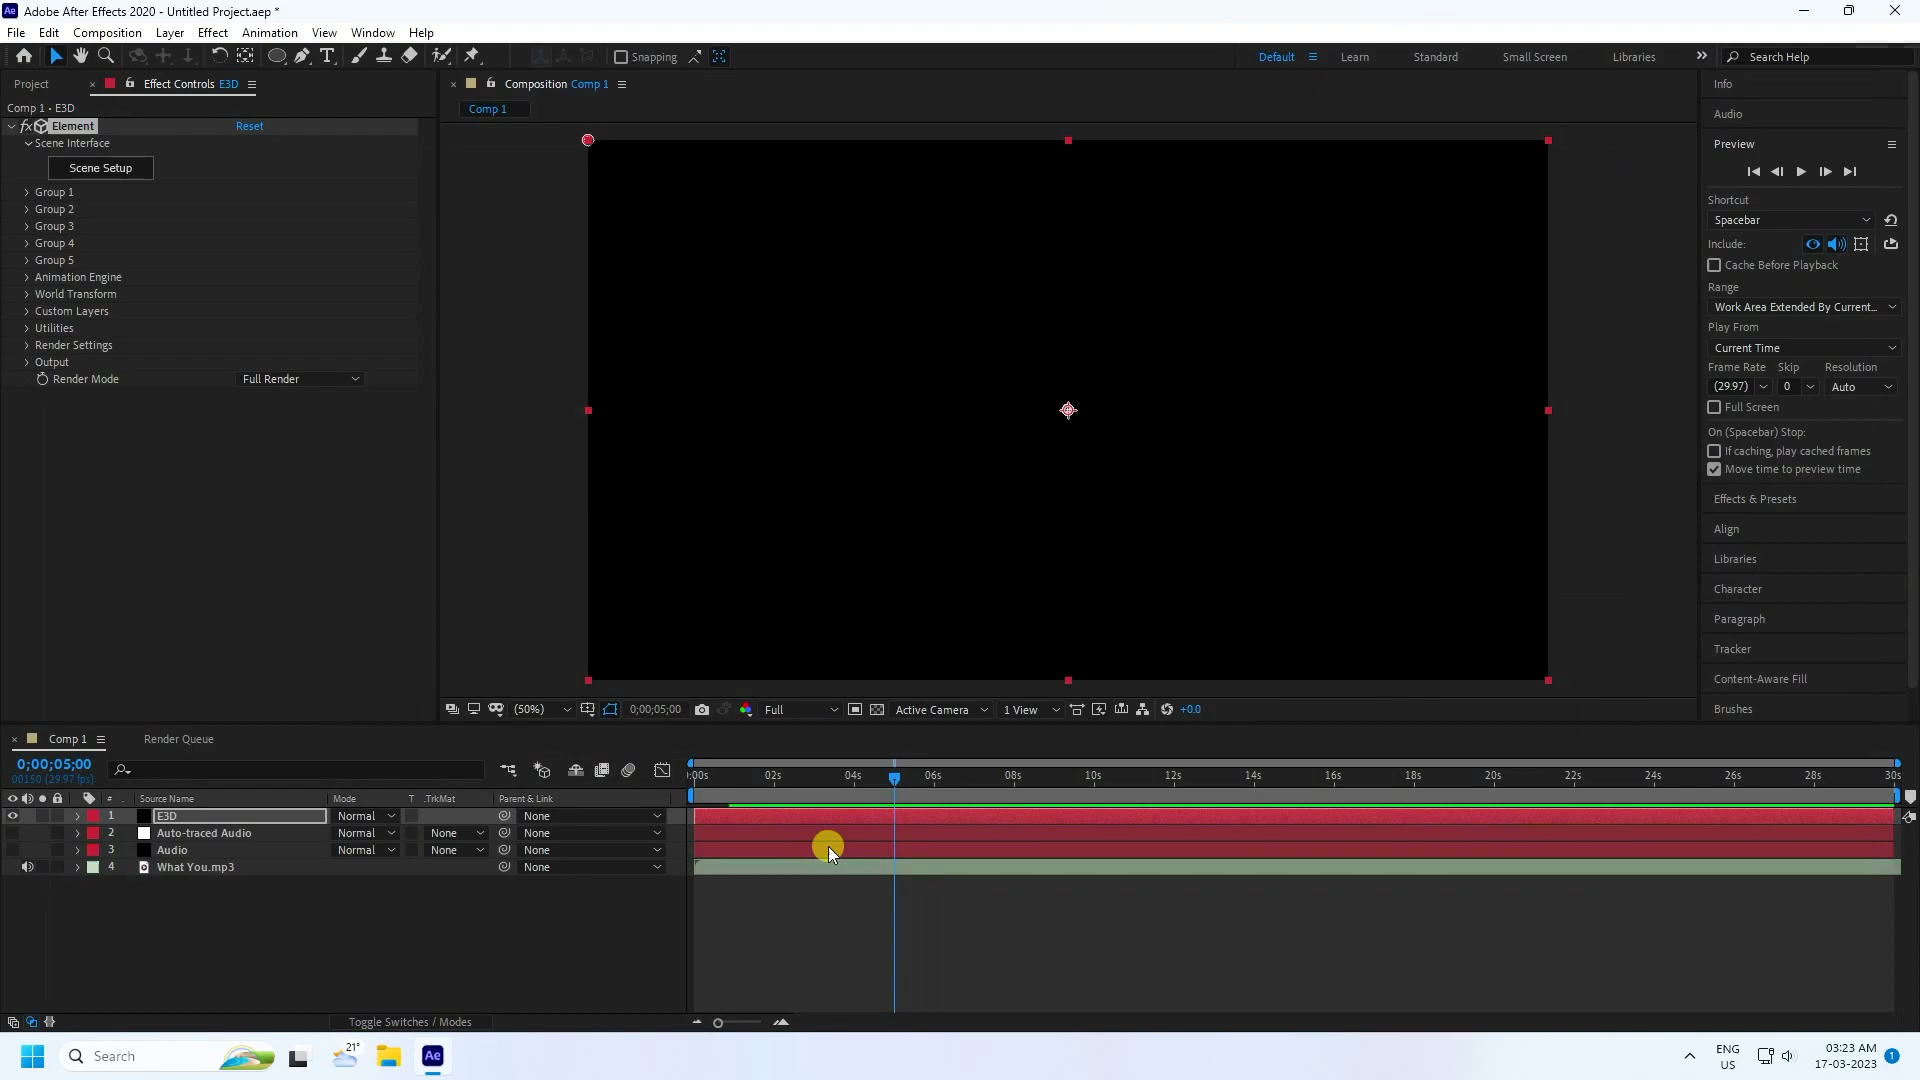 Adobe After Effects 2020 - Untitled Project.aep *
File Edit Composition Layer Effect Animation View Window Help
Snapping Default Learn Standard Small Screen Libraries Search Help
Project Effect Controls E3D
Composition Comp 1
Comp 1 • E3D
Comp 1
fx Element Reset
Scene Interface
Scene Setup
Group 1
Group 2
Group 3
Group 4
Group 5
Animation Engine
World Transform
Custom Layers
Utilities
Render Settings
Output
Render Mode Full Render
(50%) 0;00;05;00 Full Active Camera 1 View +0.0
Info
Audio
Preview
Shortcut
Spacebar
Include:
Cache Before Playback
Range
Work Area Extended By Current...
Play From
Current Time
Frame Rate Skip Resolution
(29.97) 0 Auto
Full Screen
On (Spacebar) Stop:
If caching, play cached frames
Move time to preview time
Effects & Presets
Align
Libraries
Character
Paragraph
Tracker
Content-Aware Fill
Brushes
Comp 1 Render Queue
0;00;05;00
00150 (29.97 fps)
:00s 02s 04s 06s 08s 10s 12s 14s 16s 18s 20s 22s 24s 26s 28s 30s
# Source Name Mode T .TrkMat Parent & Link
1 E3D Normal None
2 Auto-traced Audio Normal None None
3 Audio Normal None None
4 What You.mp3 None
Toggle Switches / Modes
Search 21° Ae ENG US 03:23 AM 17-03-2023 1